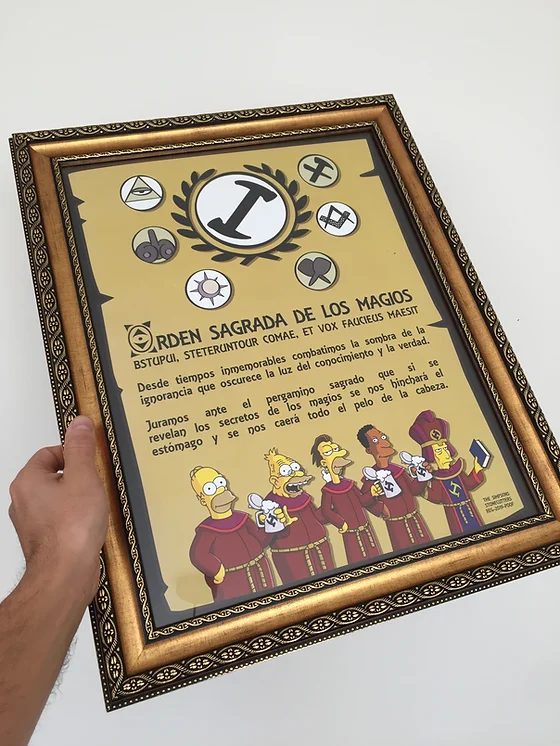 ORDEN SAGRADA DE LOS MAGIOS
BSTUPUI, STETERUNTOUR COMAE, ET VOX FAUCIEUS MAESIT
Desde tiempos inmemorables combatimos la sombra de la
ignorancia que oscurece la luz del conocimiento y la verdad.
Juramos ante el pergamino sagrado que si se
revelan los secretos de los magios se nos hinchará el
estómago y se nos caerá todo el pelo de la cabeza.
THE SIMPSONS
STONECUTTERS